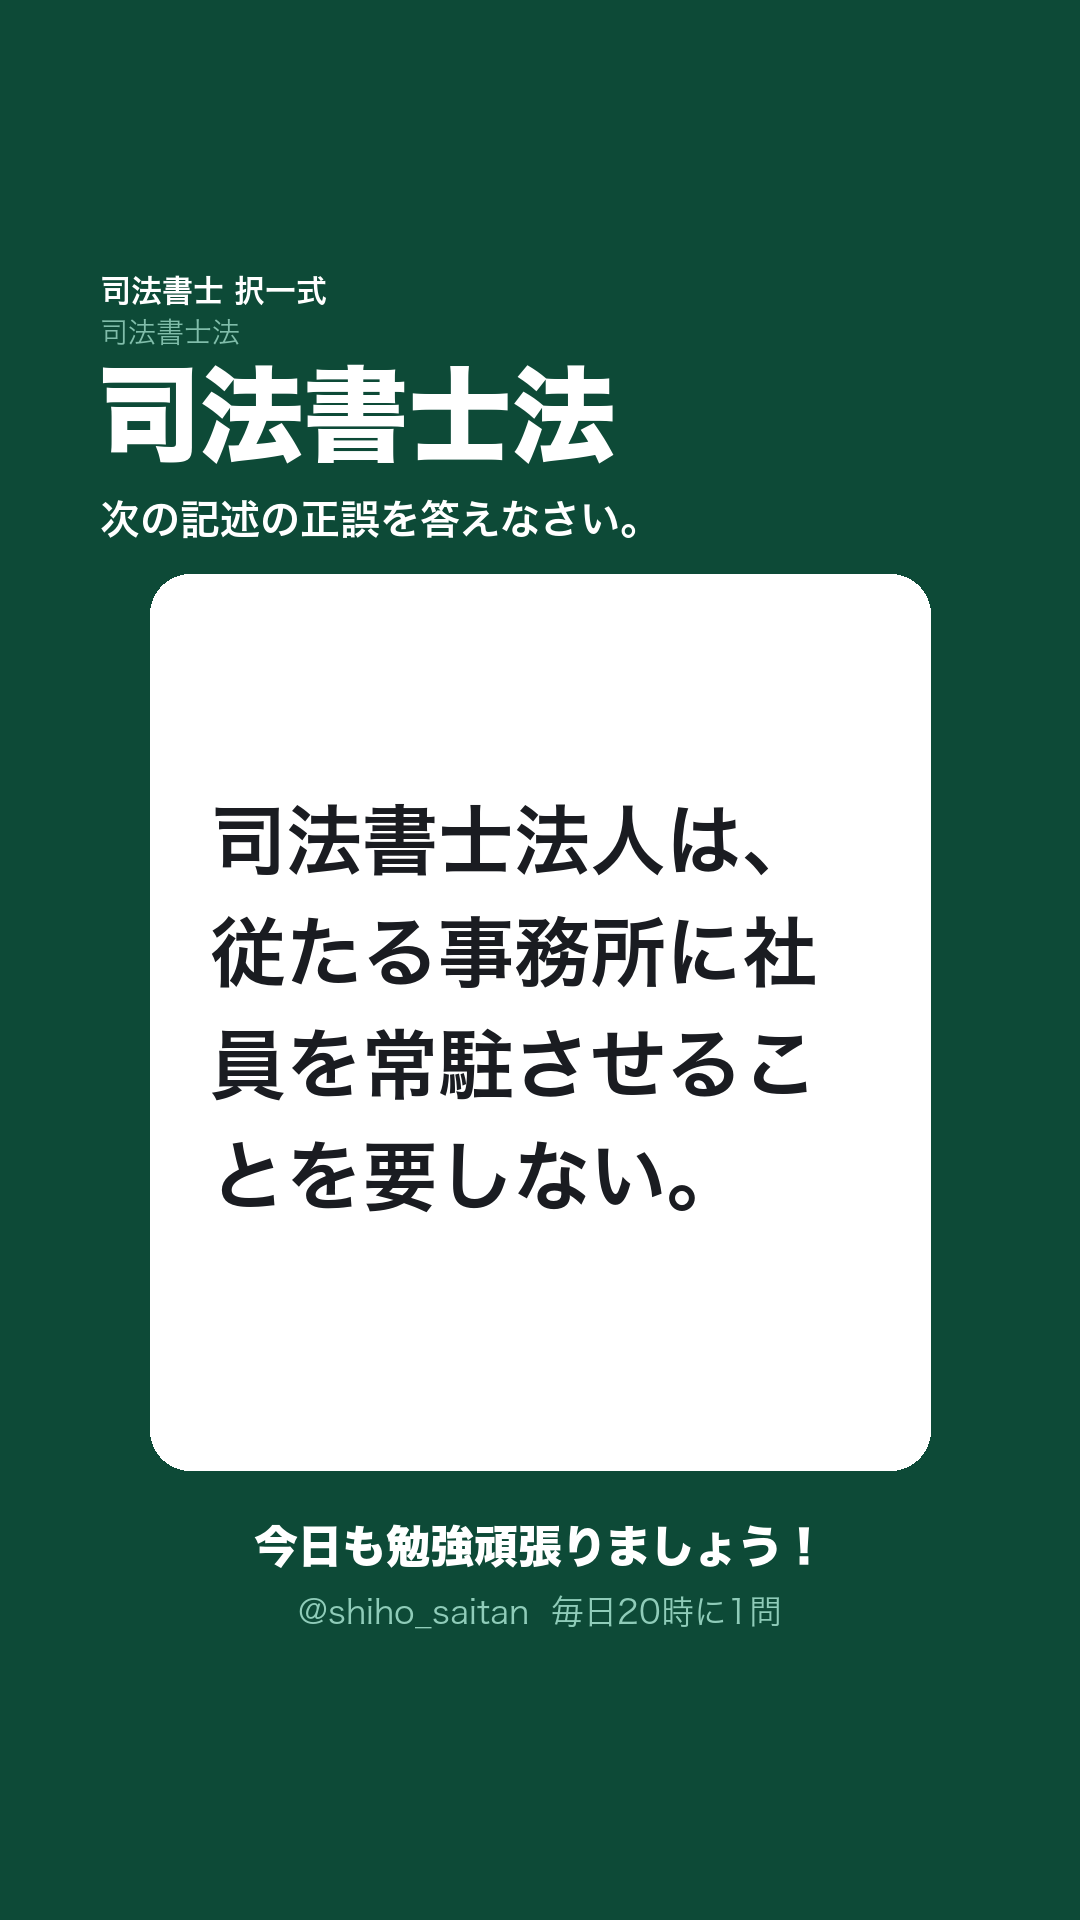 司法書士 択一式
司法書士法
司法書士法
次の記述の正誤を答えなさい。
司法書士法人は、
従たる事務所に社
員を常駐させるこ
とを要しない。
今日も勉強頑張りましょう！
@shiho_saitan 毎日20時に1問